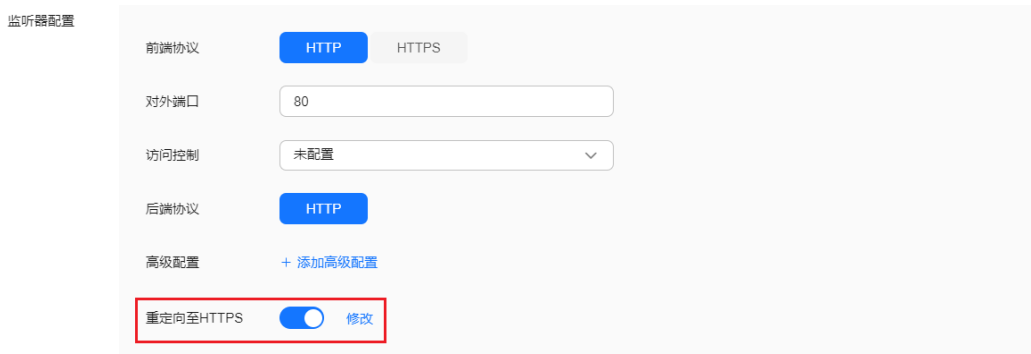 监听器配置
前端协议 HTTP HTTPS
对外端口 80
访问控制 未配置
后端协议 HTTP
高级配置 + 添加高级配置
重定向至HTTPS 修改